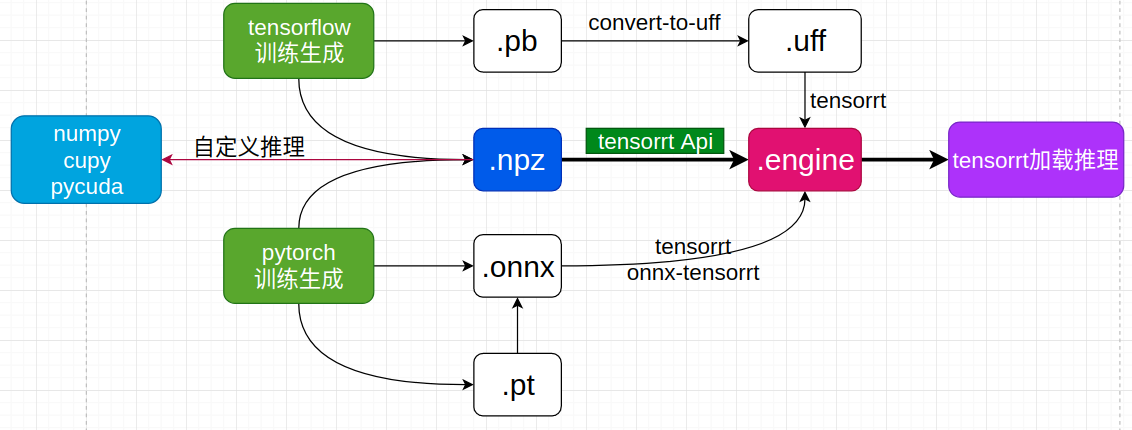 tensorflow
训练生成
.pb
convert-to-uff
.uff
tensorrt
numpy
cupy
pycuda
自定义推理
.npz
tensorrt Api
.engine
tensorrt加载推理
pytorch
训练生成
.onnx
tensorrt
onnx-tensorrt
.pt